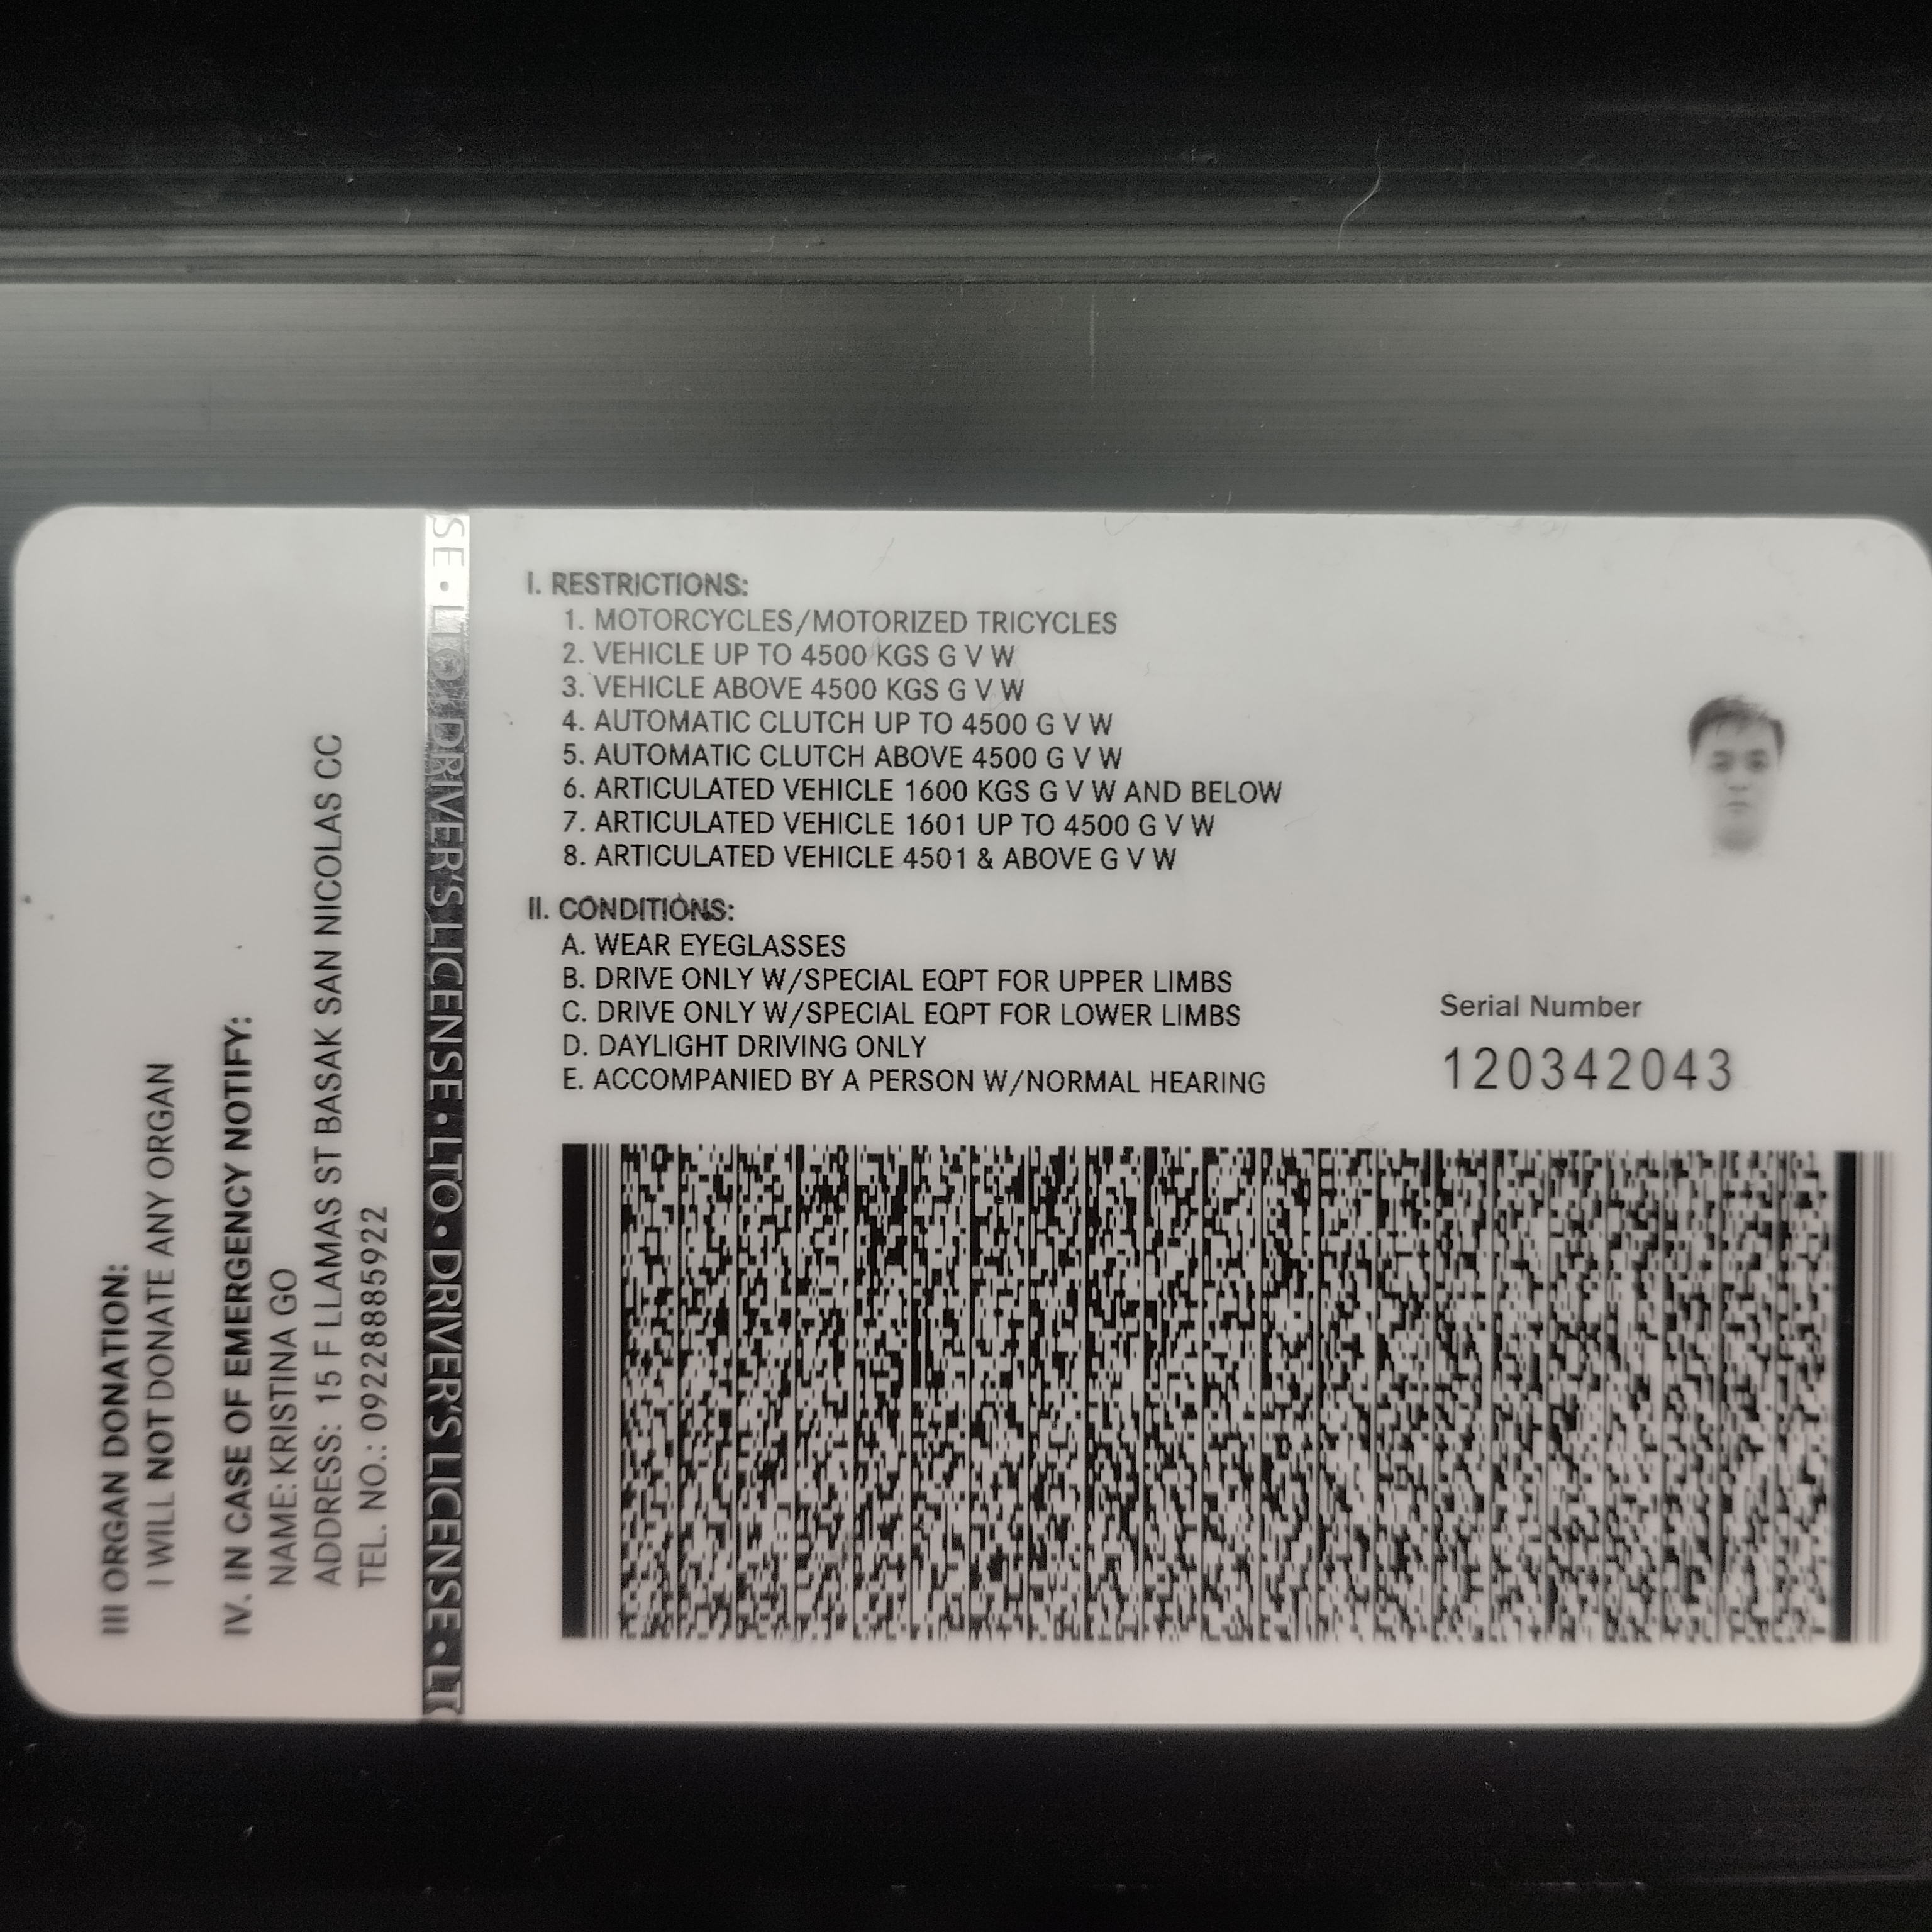 III ORGAN DONATION:
I WILL NOT DONATE ANY ORGAN
IV. IN CASE OF EMERGENCY NOTIFY:
NAME: KRISTINA GO
ADDRESS: 15 F LLAMAS ST BASAK SAN NICOLAS CC
TEL. NO.: 09228885922
SE • LTO • DRIVER'S LICENSE • LTO • DRIVER'S LICENSE • LT
I. RESTRICTIONS:
1. MOTORCYCLES/MOTORIZED TRICYCLES
2. VEHICLE UP TO 4500 KGS G V W
3. VEHICLE ABOVE 4500 KGS G V W
4. AUTOMATIC CLUTCH UP TO 4500 G V W
5. AUTOMATIC CLUTCH ABOVE 4500 G V W
6. ARTICULATED VEHICLE 1600 KGS G V W AND BELOW
7. ARTICULATED VEHICLE 1601 UP TO 4500 G V W
8. ARTICULATED VEHICLE 4501 & ABOVE G V W
II. CONDITIONS:
A. WEAR EYEGLASSES
B. DRIVE ONLY W/SPECIAL EQPT FOR UPPER LIMBS
C. DRIVE ONLY W/SPECIAL EQPT FOR LOWER LIMBS
D. DAYLIGHT DRIVING ONLY
E. ACCOMPANIED BY A PERSON W/NORMAL HEARING
Serial Number
120342043